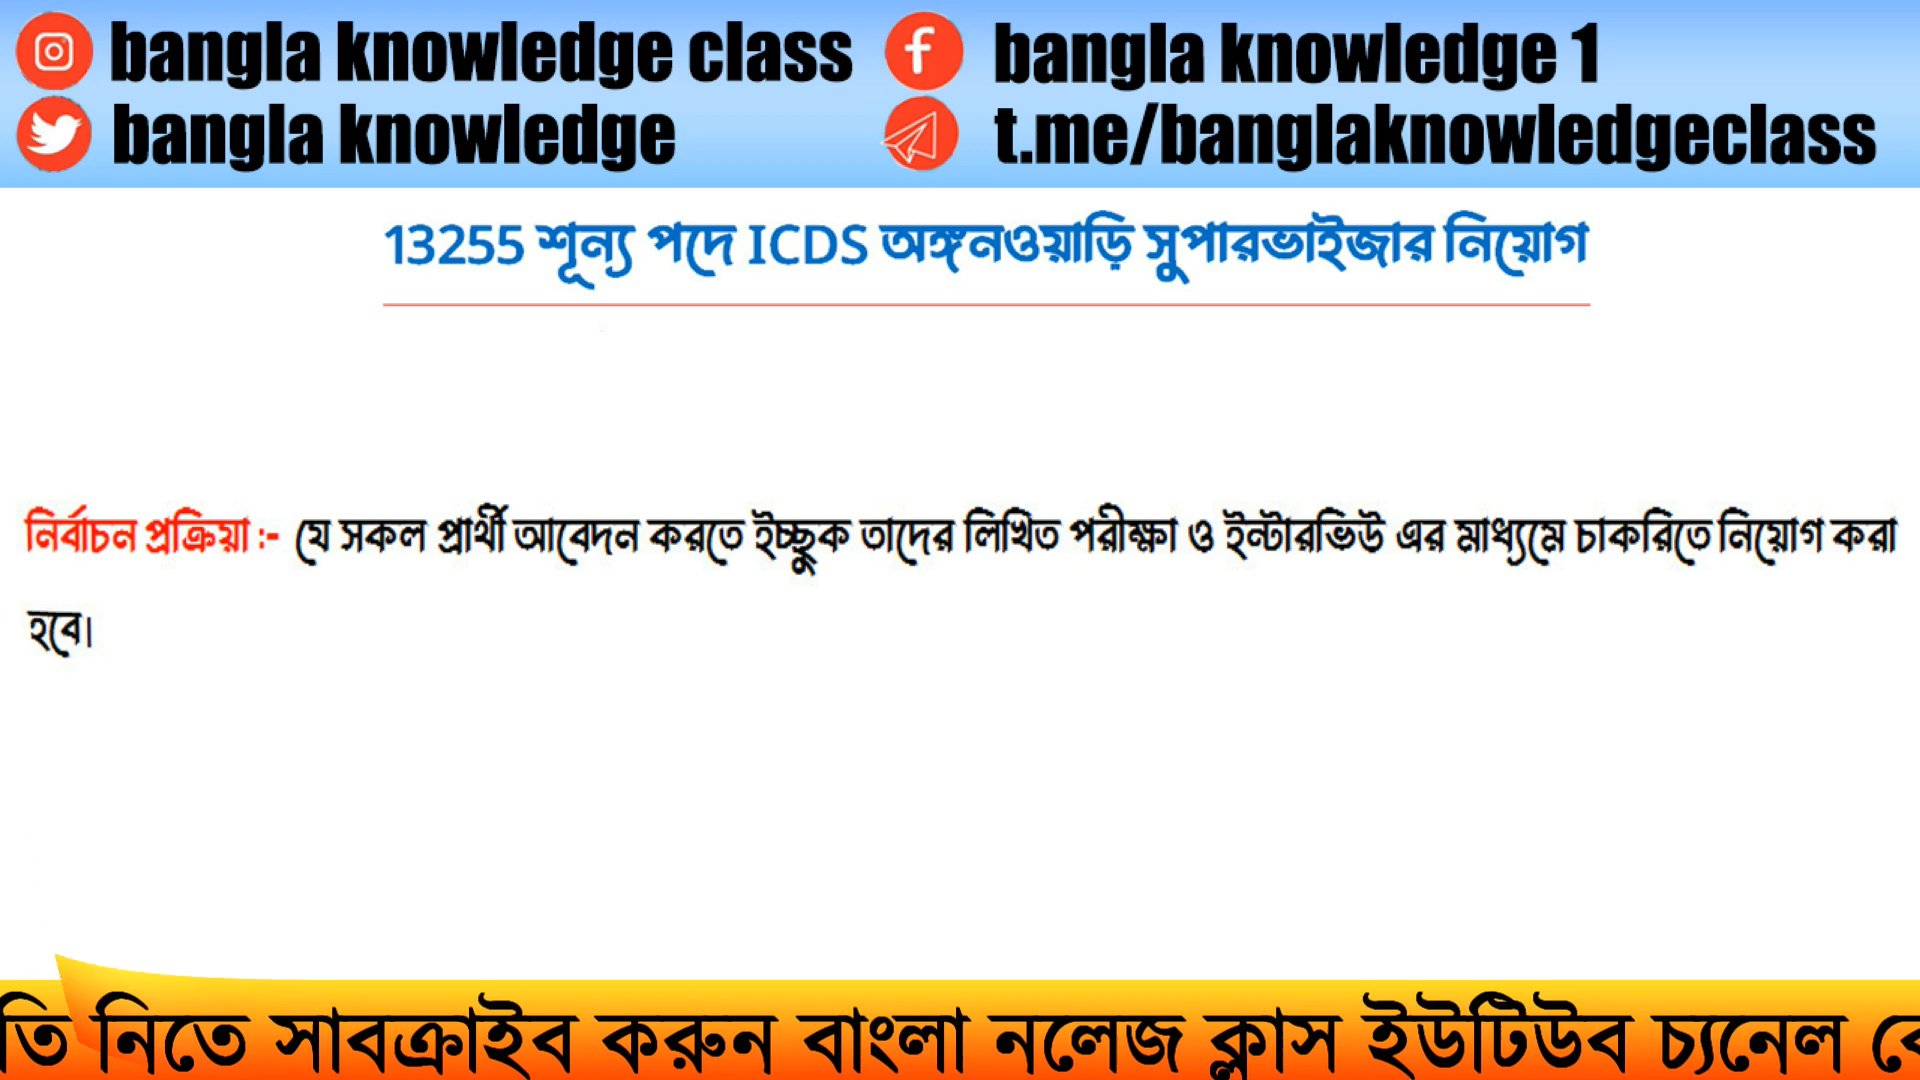 bangla knowledge class
bangla knowledge 1
bangla knowledge
t.me/banglaknowledgeclass
13255 শূন্য পদে ICDS অঙ্গনওয়াড়ি সুপারভাইজার নিয়োগ
নির্বাচন প্রক্রিয়া :- যে সকল প্রার্থী আবেদন করতে ইচ্ছুক তাদের লিখিত পরীক্ষা ও ইন্টারভিউ এর মাধ্যমে চাকরিতে নিয়োগ করা
হবে।
নিতে সাবক্রাইব করুন বাংলা নলেজ ক্লাস ইউটিউব চ্যনেল